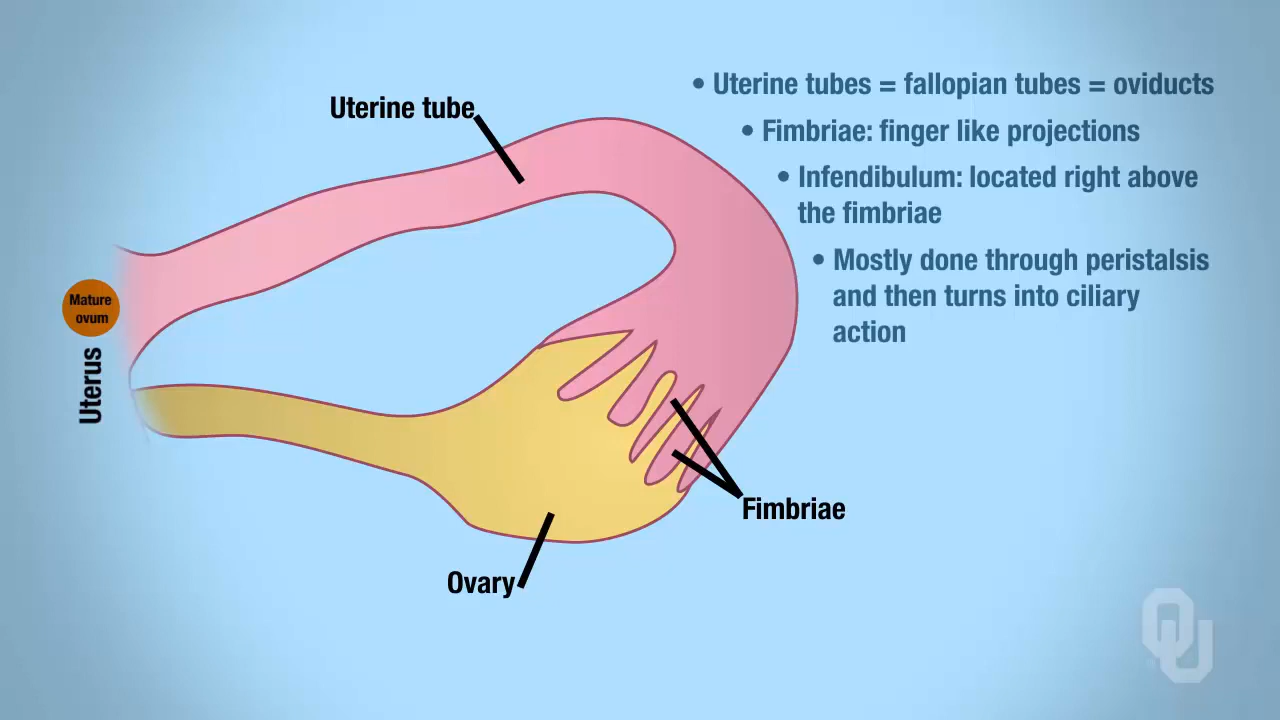 Uterine tube
• Uterine tubes = fallopian tubes = oviducts
• Fimbriae: finger like projections
• Infendibulum: located right above
the fimbriae
• Mostly done through peristalsis
and then turns into ciliary
action
Mature
ovum
Uterus
Fimbriae
Ovary
OU